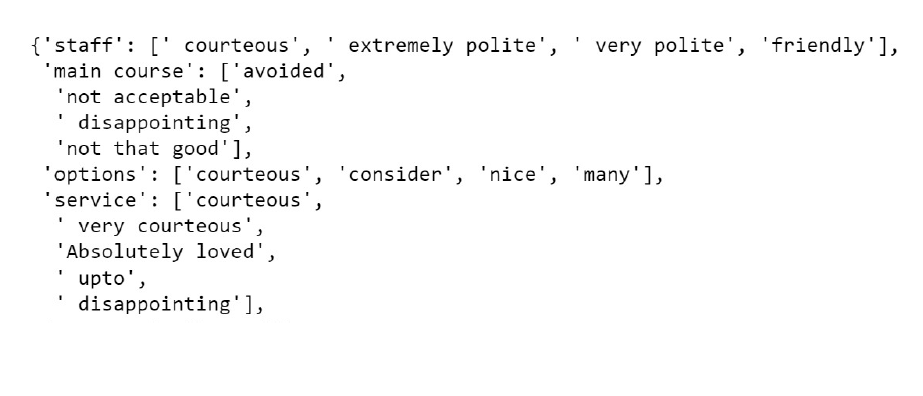 {'staff': [' courteous', ' extremely polite', ' very polite', 'friendly'],
'main course': ['avoided',
'not acceptable',
' disappointing',
'not that good'],
'options': ['courteous', 'consider', 'nice', 'many'],
'service': ['courteous',
' very courteous',
'Absolutely loved',
' upto',
' disappointing'],